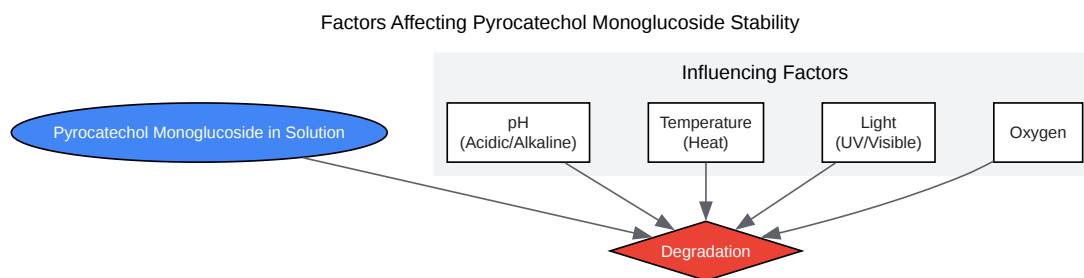 Factors Affecting Pyrocatechol Monoglucoside Stability
Influencing Factors
Pyrocatechol Monoglucoside in Solution
pH
(Acidic/Alkaline)
Temperature
(Heat)
Light
(UV/Visible)
Oxygen
Degradation